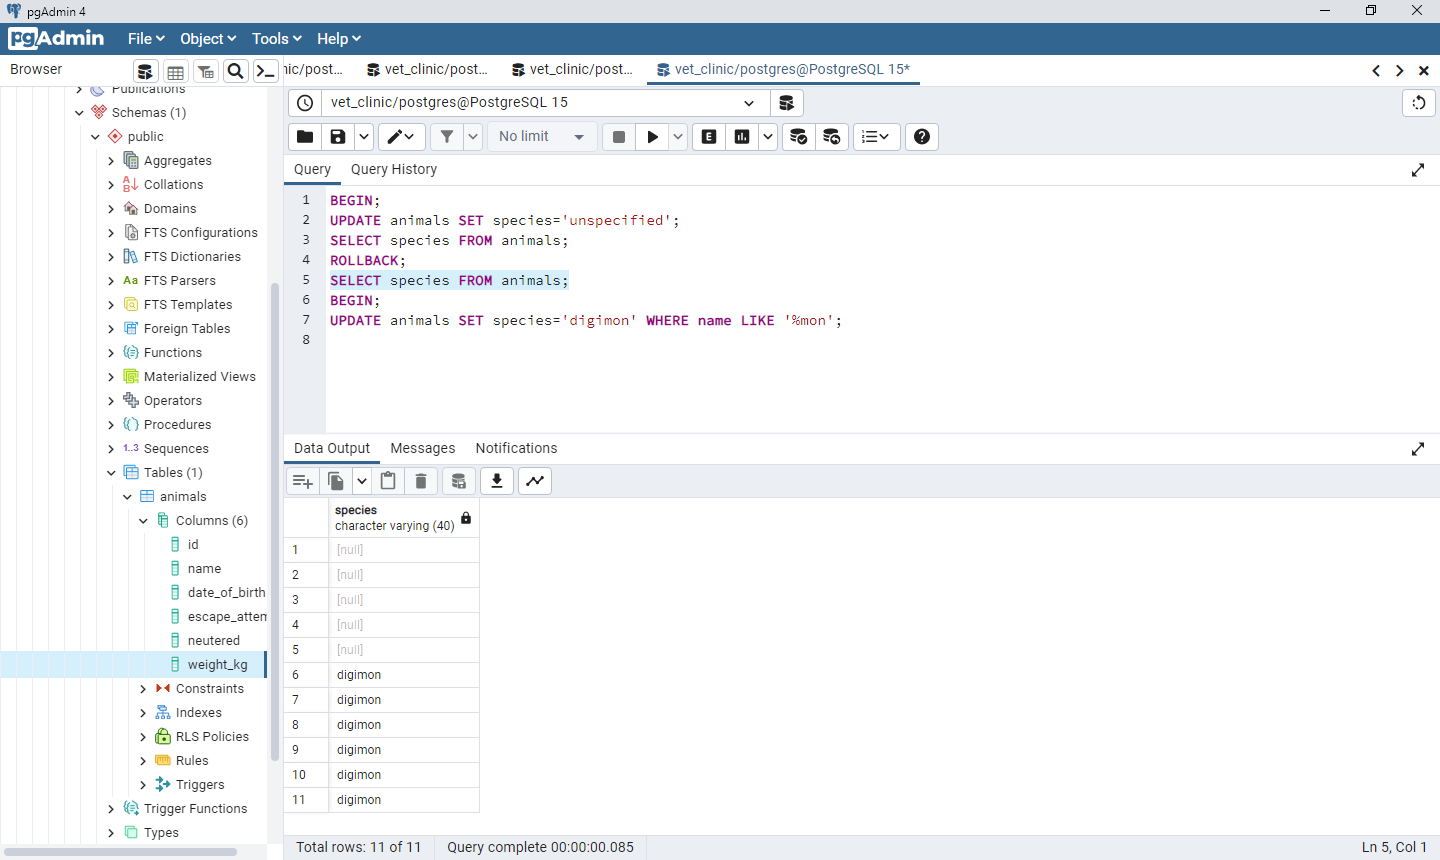 pgAdmin 4
pgAdmin File Object Tools Help
Browser
nic/post... vet_clinic/post... vet_clinic/post... vet_clinic/postgres@PostgreSQL 15*
vet_clinic/postgres@PostgreSQL 15
No limit
E
Query Query History
1 BEGIN;
2 UPDATE animals SET species='unspecified';
3 SELECT species FROM animals;
4 ROLLBACK;
5 SELECT species FROM animals;
6 BEGIN;
7 UPDATE animals SET species='digimon' WHERE name LIKE '%mon';
8
Data Output Messages Notifications
species
character varying (40)
1 [null]
2 [null]
3 [null]
4 [null]
5 [null]
6 digimon
7 digimon
8 digimon
9 digimon
10 digimon
11 digimon
Total rows: 11 of 11 Query complete 00:00:00.085 Ln 5, Col 1
Publications
Schemas (1)
public
Aggregates
Collations
Domains
FTS Configurations
FTS Dictionaries
Aa FTS Parsers
FTS Templates
Foreign Tables
Functions
Materialized Views
Operators
Procedures
1..3 Sequences
Tables (1)
animals
Columns (6)
id
name
date_of_birth
escape_attem
neutered
weight_kg
Constraints
Indexes
RLS Policies
Rules
Triggers
Trigger Functions
Types